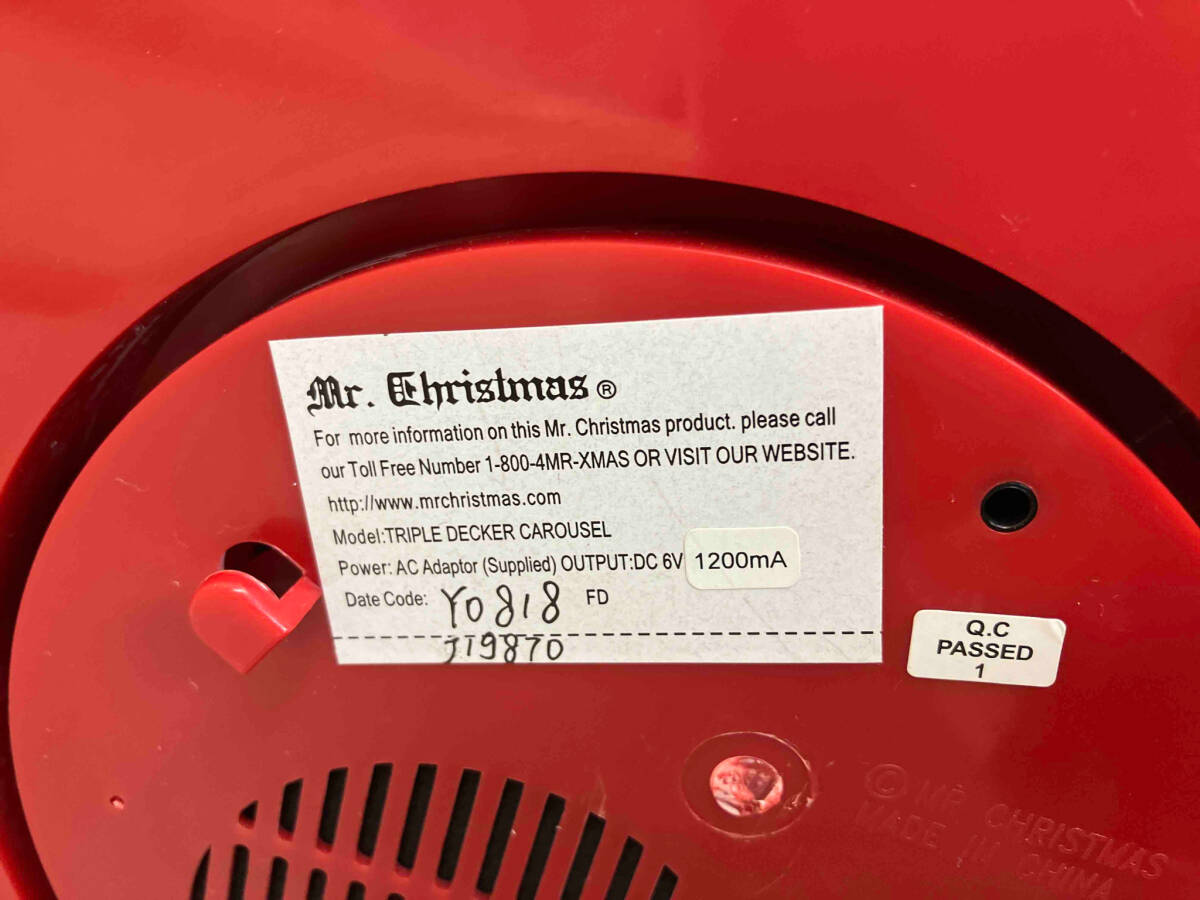 Mr. Christmas ®
For more information on this Mr. Christmas product. please call
our Toll Free Number 1-800-4MR-XMAS OR VISIT OUR WEBSITE.
http://www.mrchristmas.com
Model:TRIPLE DECKER CAROUSEL
Power: AC Adaptor (Supplied) OUTPUT:DC 6V 1200mA
Date Code: Y0818 FD
J19870
Q.C
PASSED
1
© MR. CHRISTMAS
MADE IN CHINA